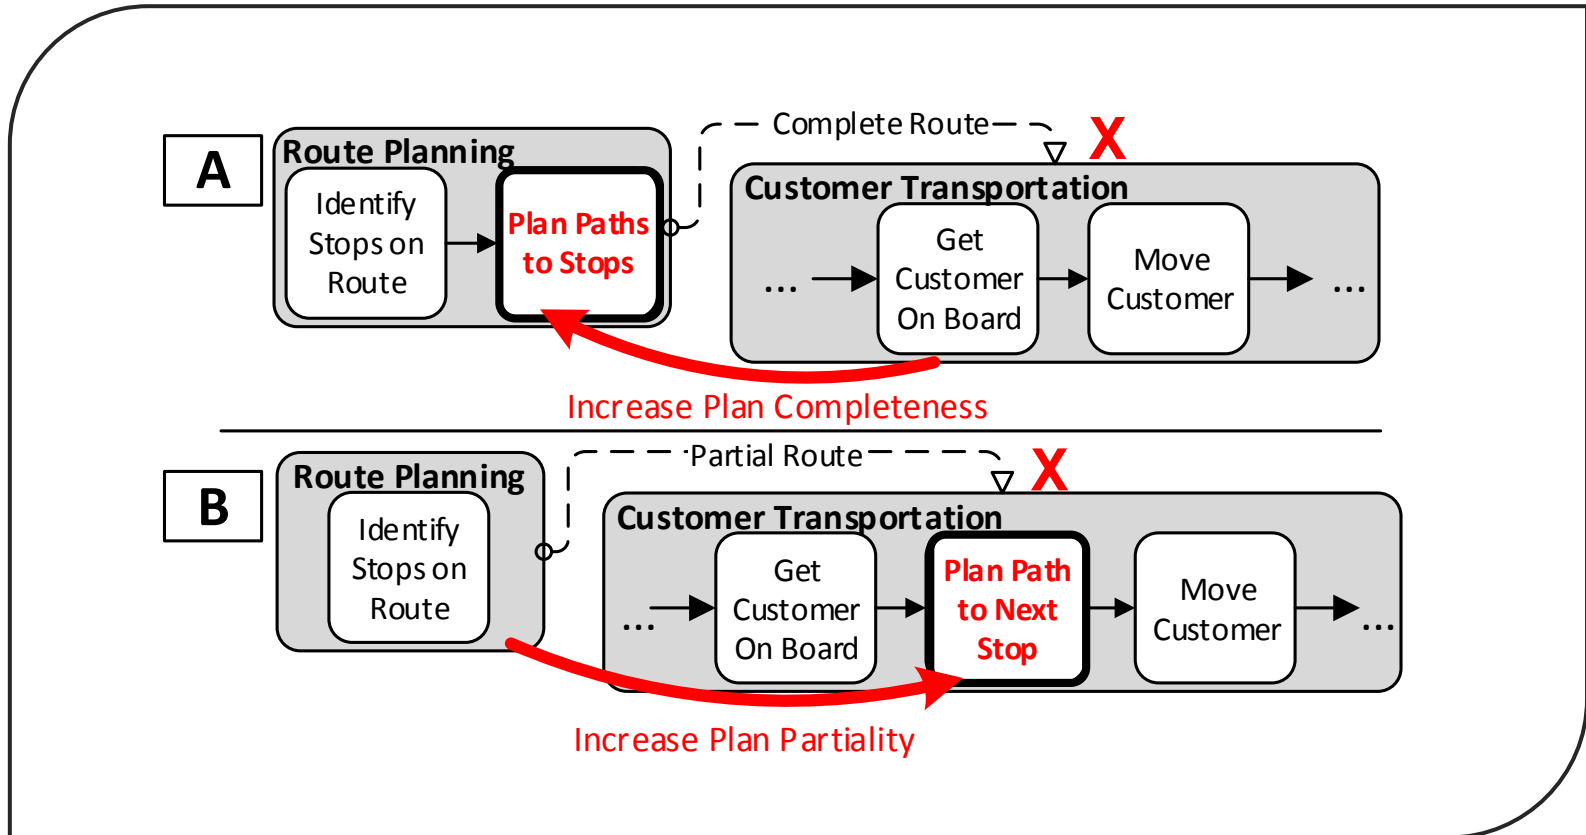 A
Route Planning
Identify
Stops on
Route
Plan Paths
to Stops
Complete Route
X
Customer Transportation
...
Get
Customer
On Board
Move
Customer
...
Increase Plan Completeness
B
Route Planning
Identify
Stops on
Route
Partial Route
X
Customer Transportation
...
Get
Customer
On Board
Plan Path
to Next
Stop
Move
Customer
...
Increase Plan Partiality